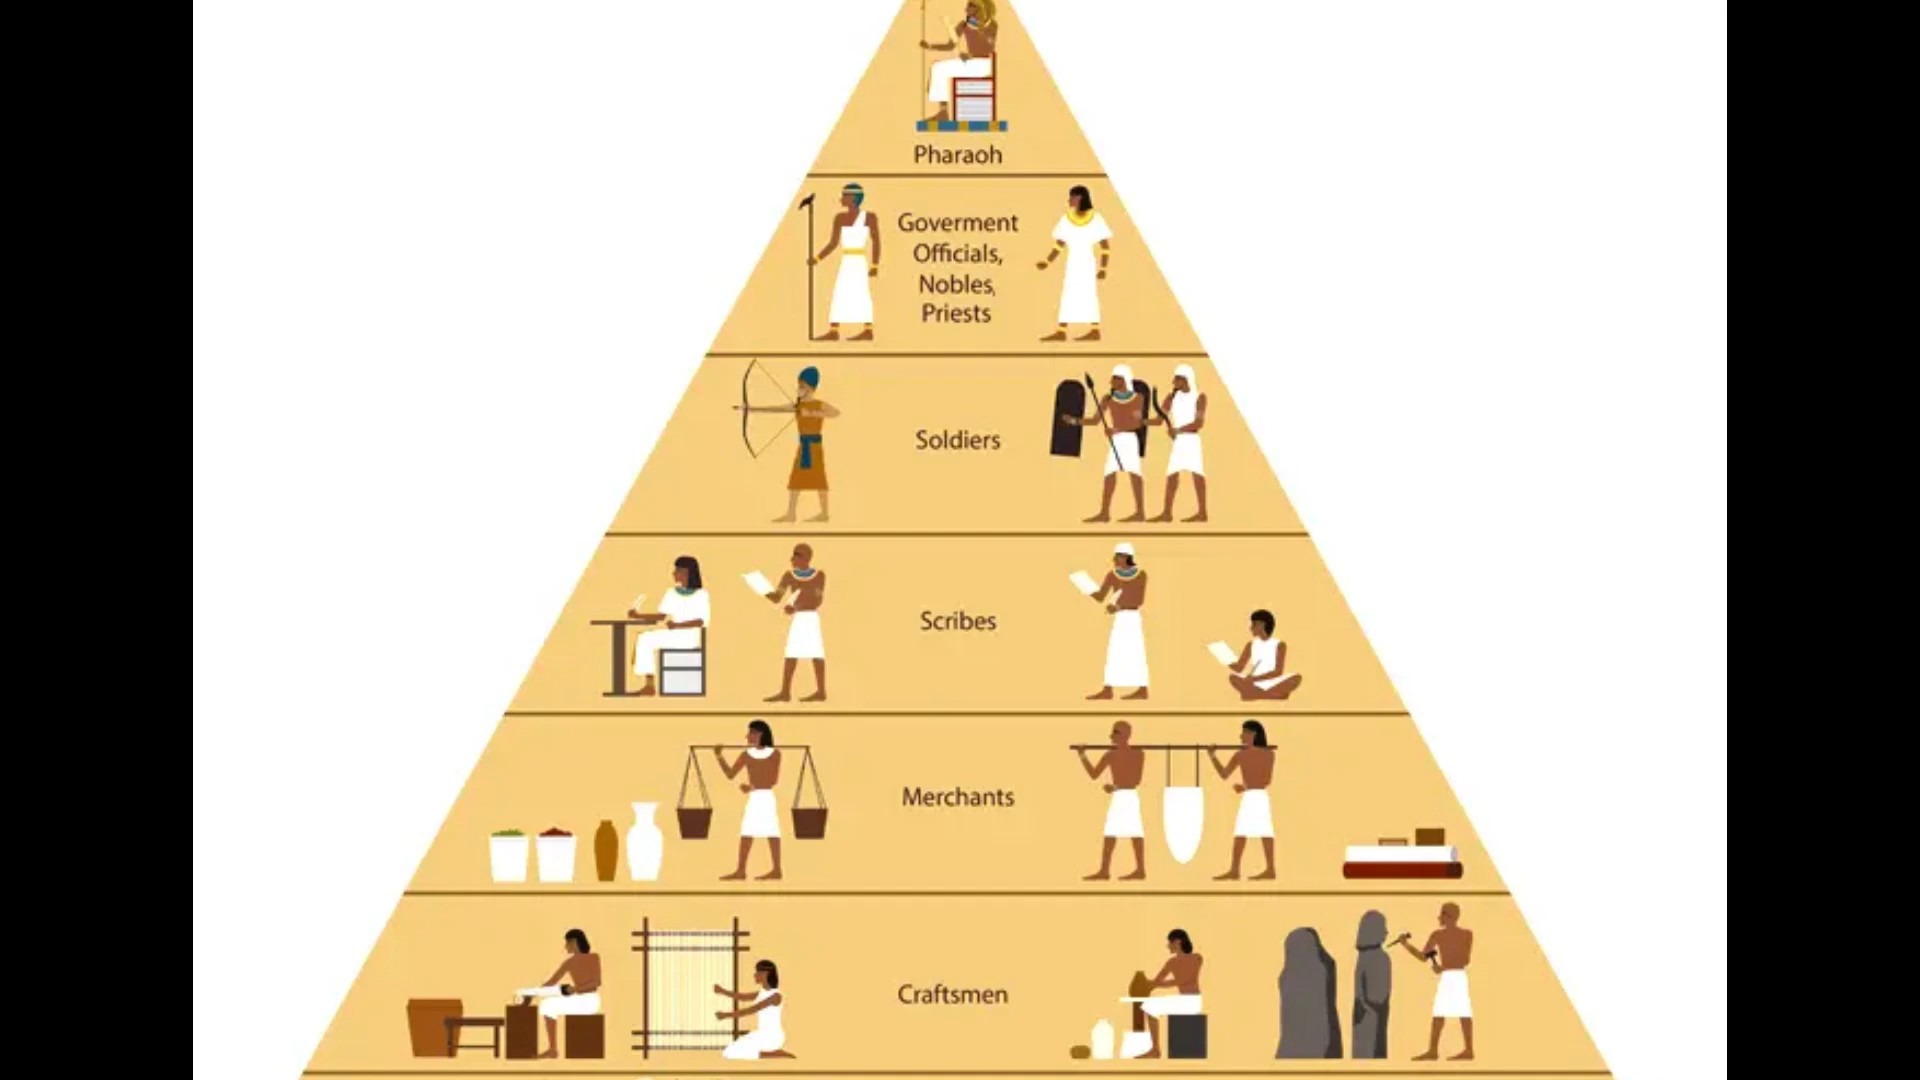 Pharaoh
Goverment
Officials,
Nobles,
Priests
Soldiers
Scribes
Merchants
Craftsmen